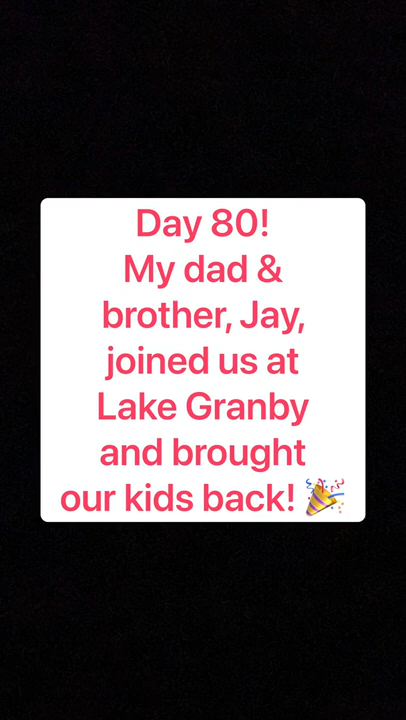 Day 80!
My dad &
brother, Jay,
joined us at
Lake Granby
and brought
our kids back! 🎉